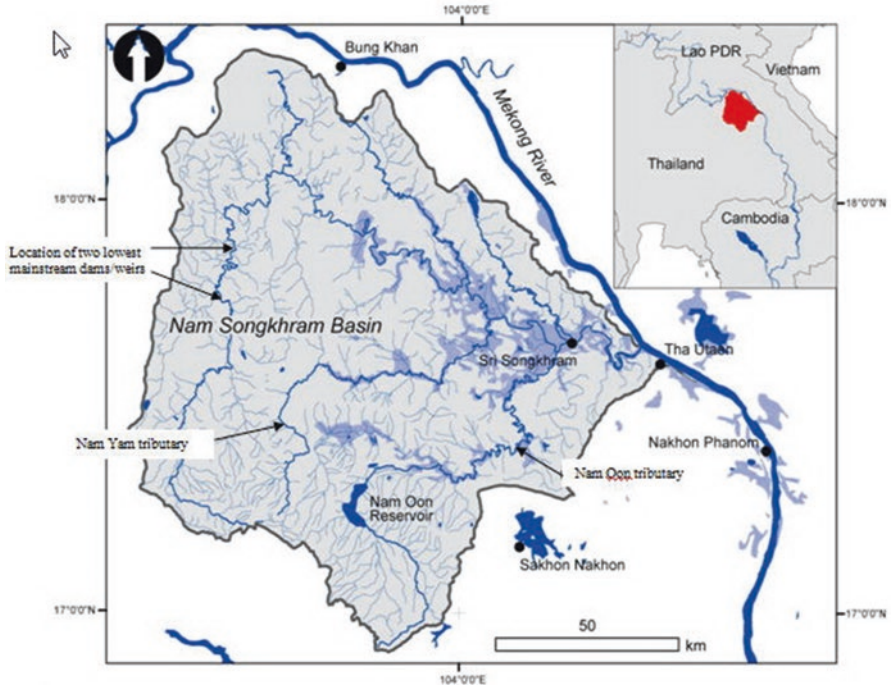 104°0'0"E
Bung Khan
Lao PDR
Vietnam
Mekong River
Thailand
Cambodia
18°0'0"N
18°0'0"N
Location of two lowest
mainstream dams/weirs
Nam Songkhram Basin
Sri Songkhram
Tha Utaen
Nam Yam tributary
Nakhon Phanom
Nam Oon tributary
Nam Oon
Reservoir
Sakhon Nakhon
17°0'0"N
17°0'0"N
50
km
104°0'0"E